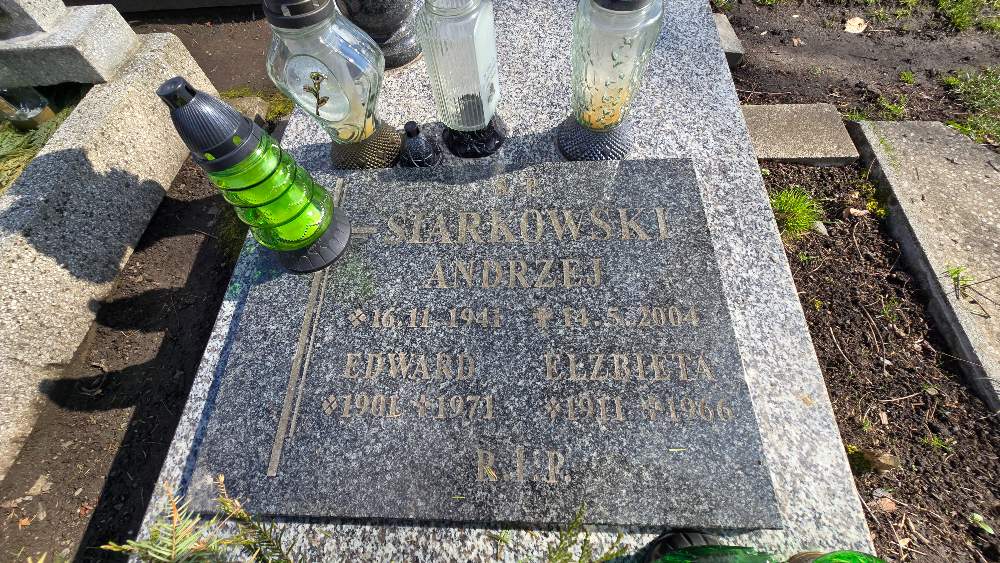 Ś. P.
SIARKOWSKI
ANDRZEJ
* 16.11 1941 ✝ 14.5.2004
EDWARD ELŻBIETA
* 1901 ✝ 1971 * 1911 ✝ 1966
R.I.P.